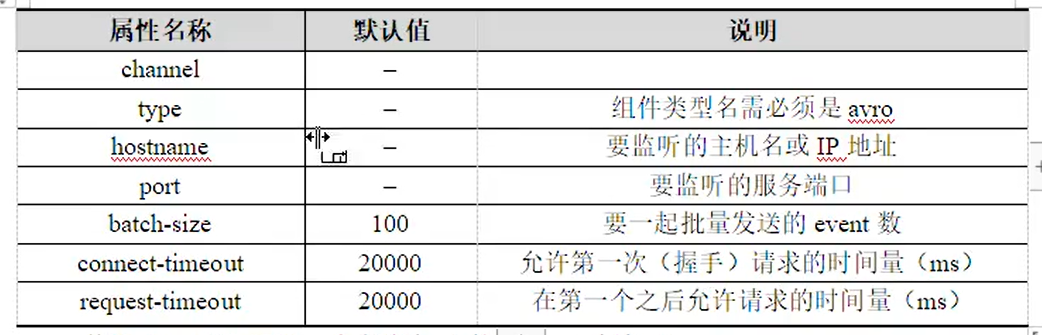 属性名称 默认值 说明
channel –
type – 组件类型名需必须是 avro
hostname – 要监听的主机名或 IP 地址
port – 要监听的服务端口
batch-size 100 要一起批量发送的 event 数
connect-timeout 20000 允许第一次（握手）请求的时间量（ms）
request-timeout 20000 在第一个之后允许请求的时间量（ms）